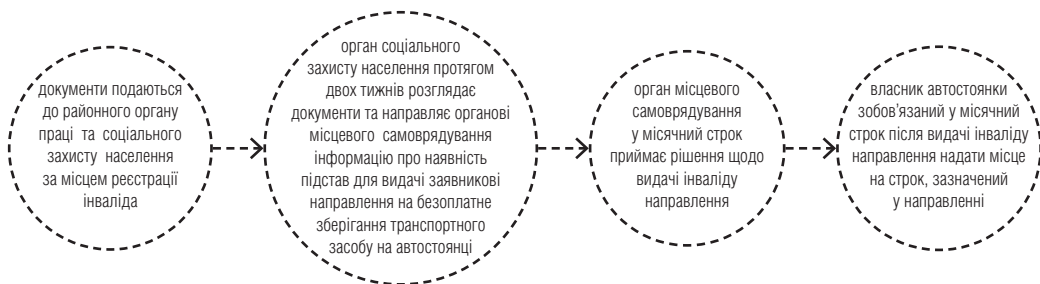 документи подаються
до районного органу
праці та соціального
захисту населення
за місцем реєстрації
інваліда
орган соціального
захисту населення протягом
двох тижнів розглядає
документи та направляє органові
місцевого самоврядування
інформацію про наявність
підстав для видачі заявникові
направлення на безоплатне
зберігання транспортного
засобу на автостоянці
орган місцевого
самоврядування
у місячний строк
приймає рішення щодо
видачі інваліду
направлення
власник автостоянки
зобов’язаний у місячний
строк після видачі інваліду
направлення надати місце
на строк, зазначений
у направленні